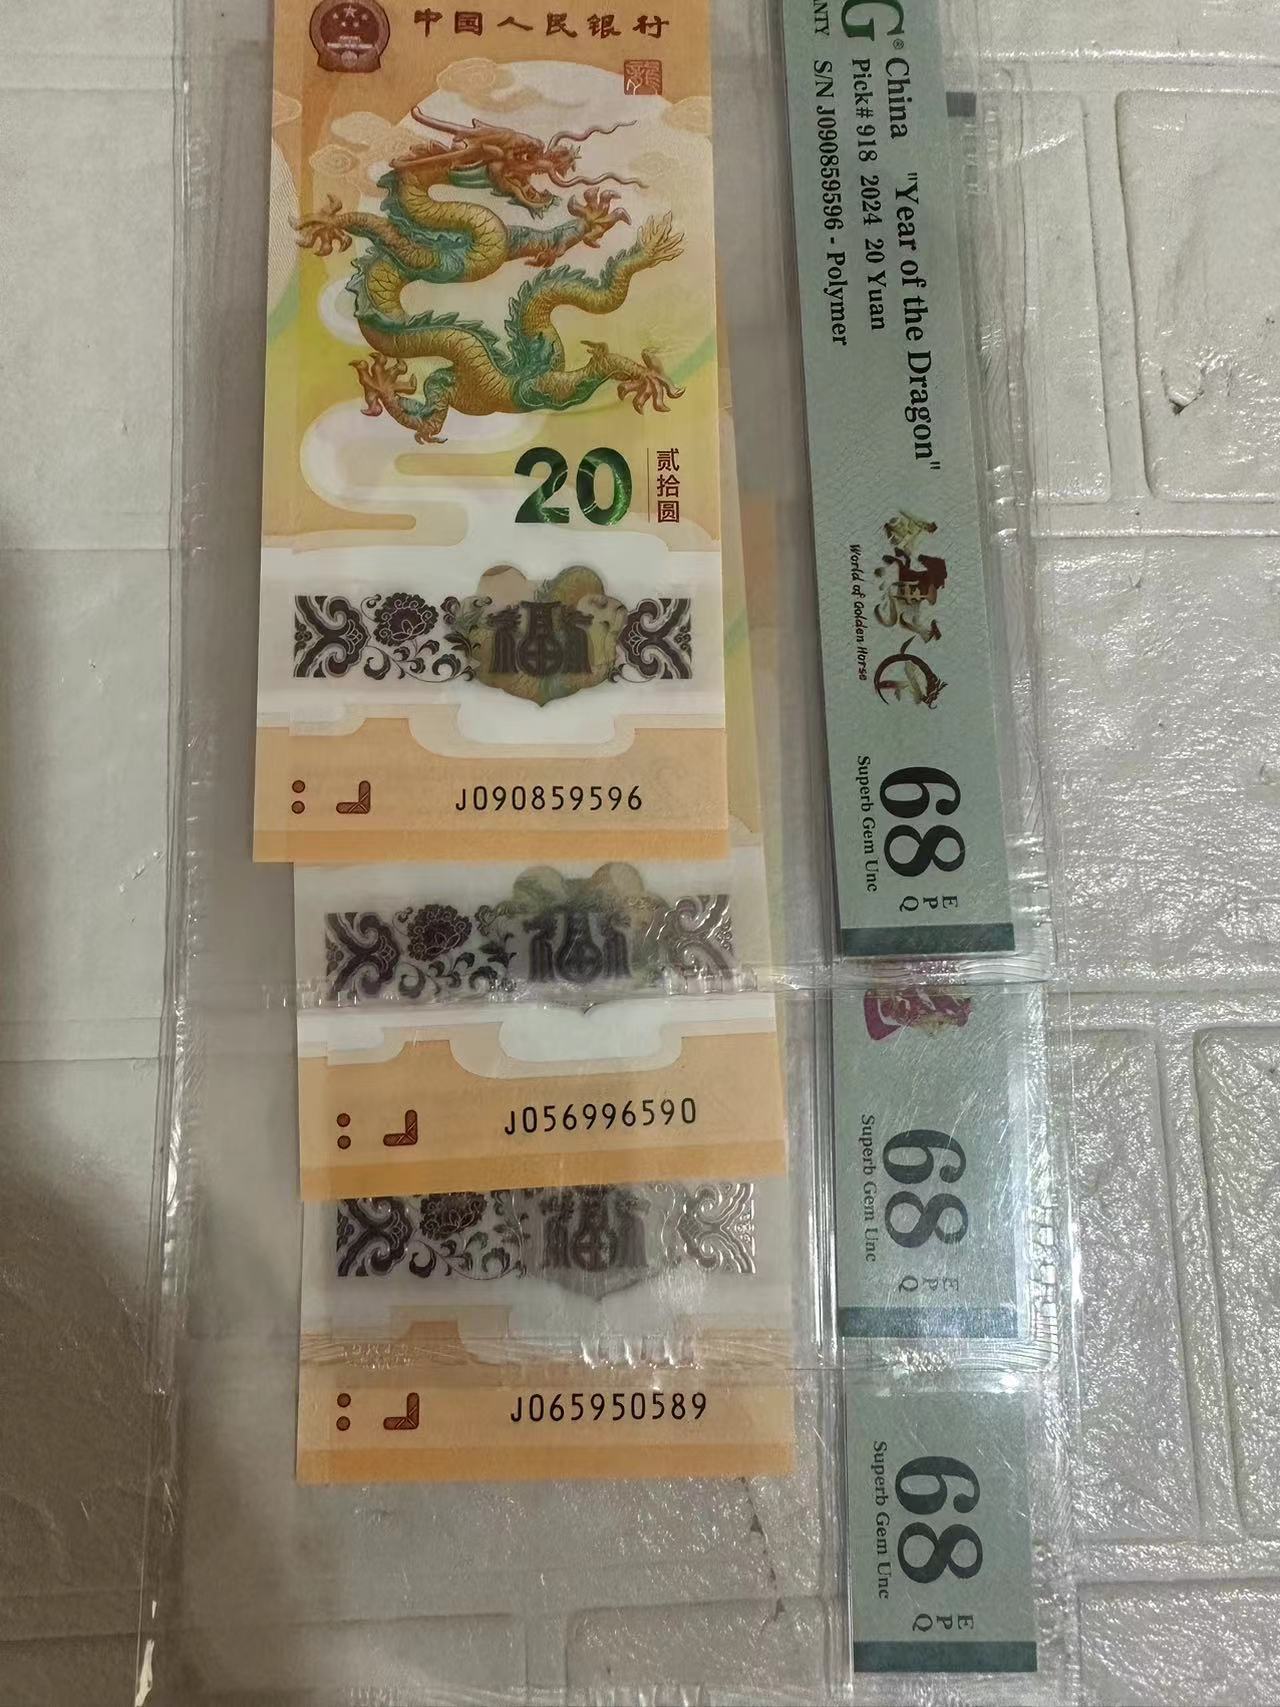 中国人民银行
20
贰拾圆
J090859596
J056996590
J065950589
China "Year of the Dragon"
Pick# 918 2024 20 Yuan
S/N J090859596 - Polymer
World of Golden Horse
68 EPQ
Superb Gem Unc
68 EPQ
Superb Gem Unc
68 EPQ
Superb Gem Unc